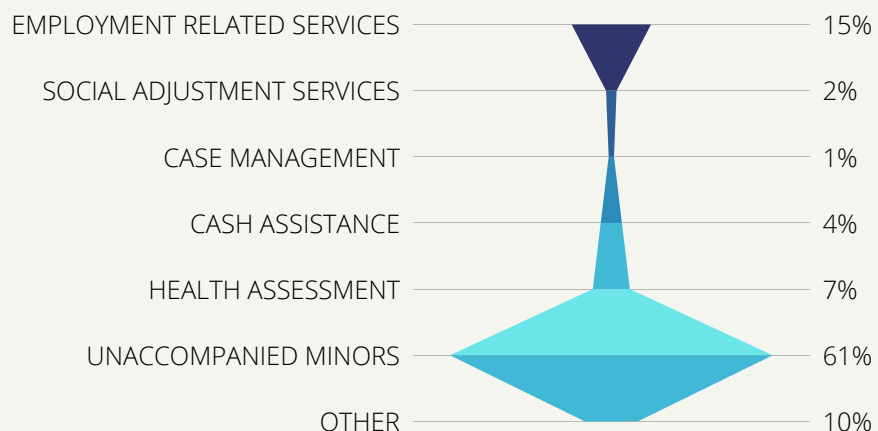 EMPLOYMENT RELATED SERVICES 15%
SOCIAL ADJUSTMENT SERVICES 2%
CASE MANAGEMENT 1%
CASH ASSISTANCE 4%
HEALTH ASSESSMENT 7%
UNACCOMPANIED MINORS 61%
OTHER 10%